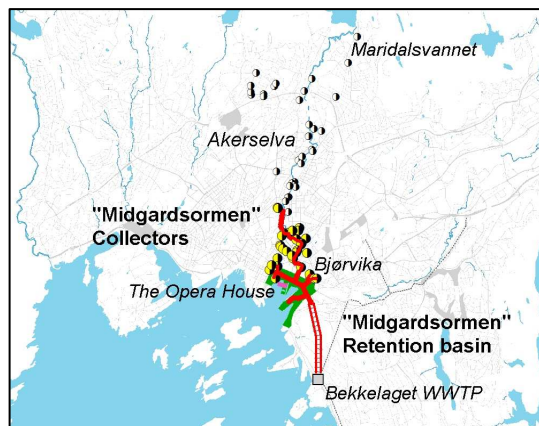 Maridalsvannet
Akerselva
"Midgardsormen"
Collectors
Bjørvika
The Opera House
"Midgardsormen"
Retention basin
Bekkelaget WWTP